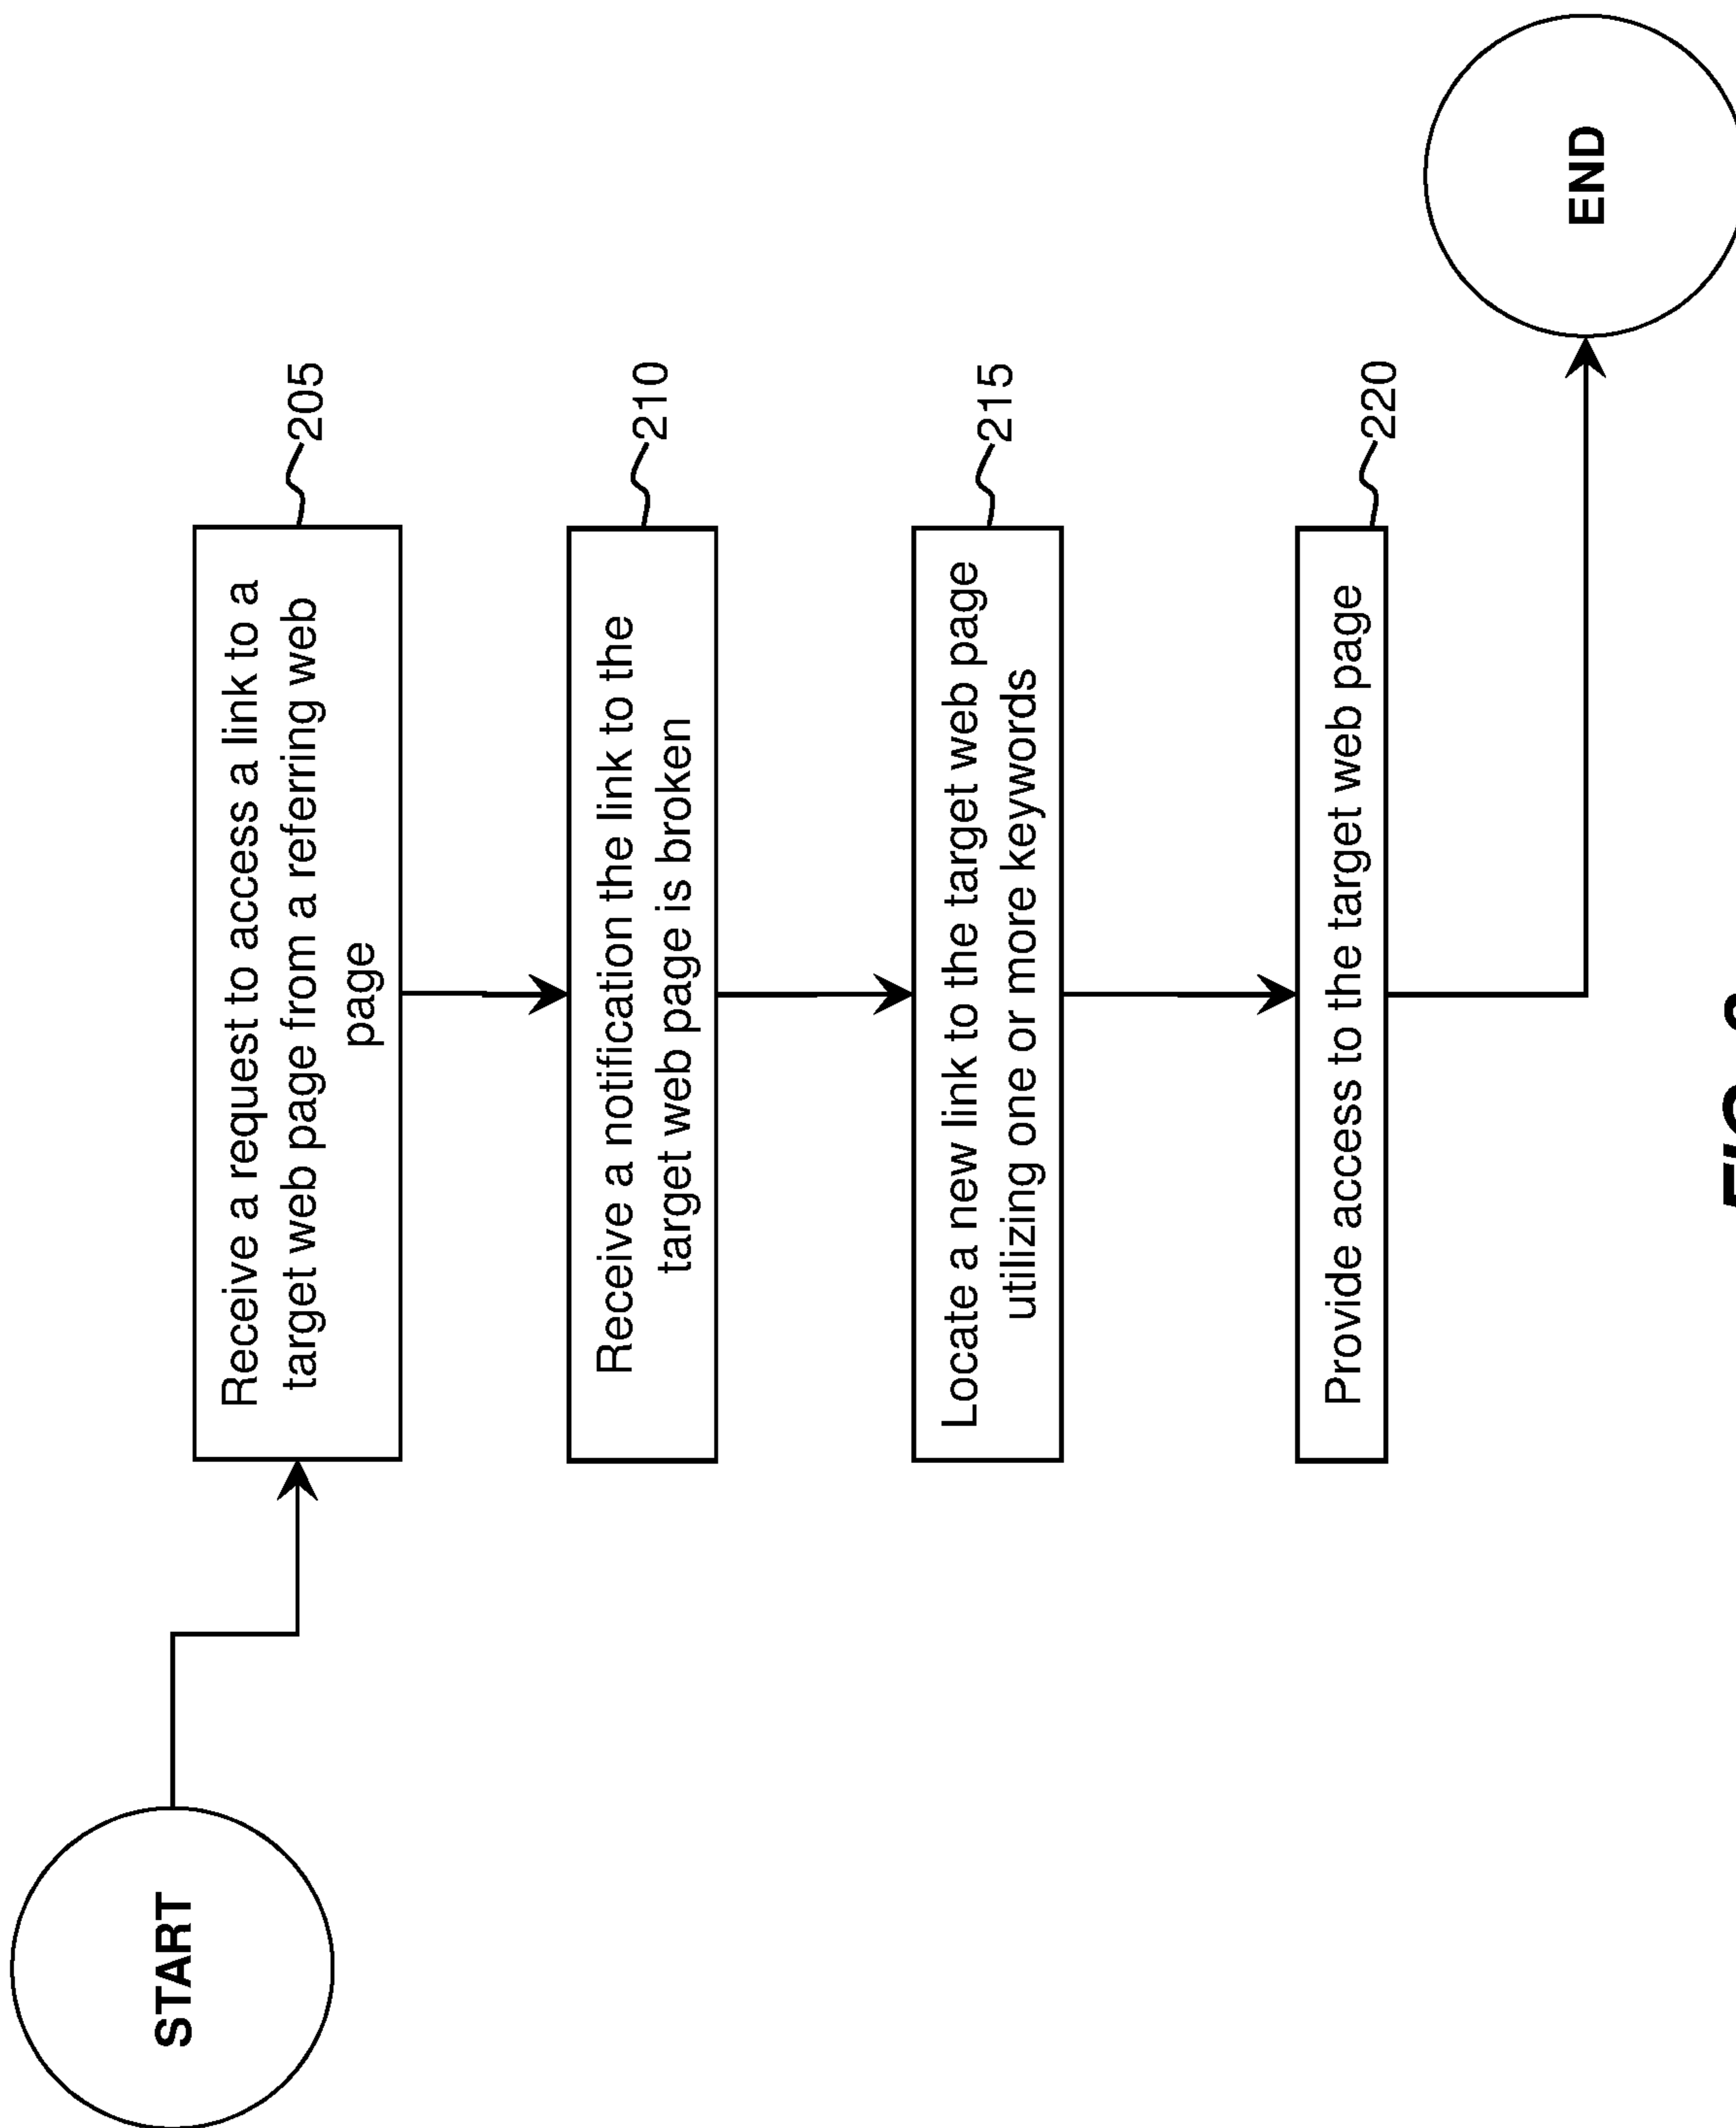 START
Receive a request to access a link to a
target web page from a referring web
page
205
Receive a notification the link to the
target web page is broken
210
Locate a new link to the target web page
utilizing one or more keywords
215
Provide access to the target web page
220
END